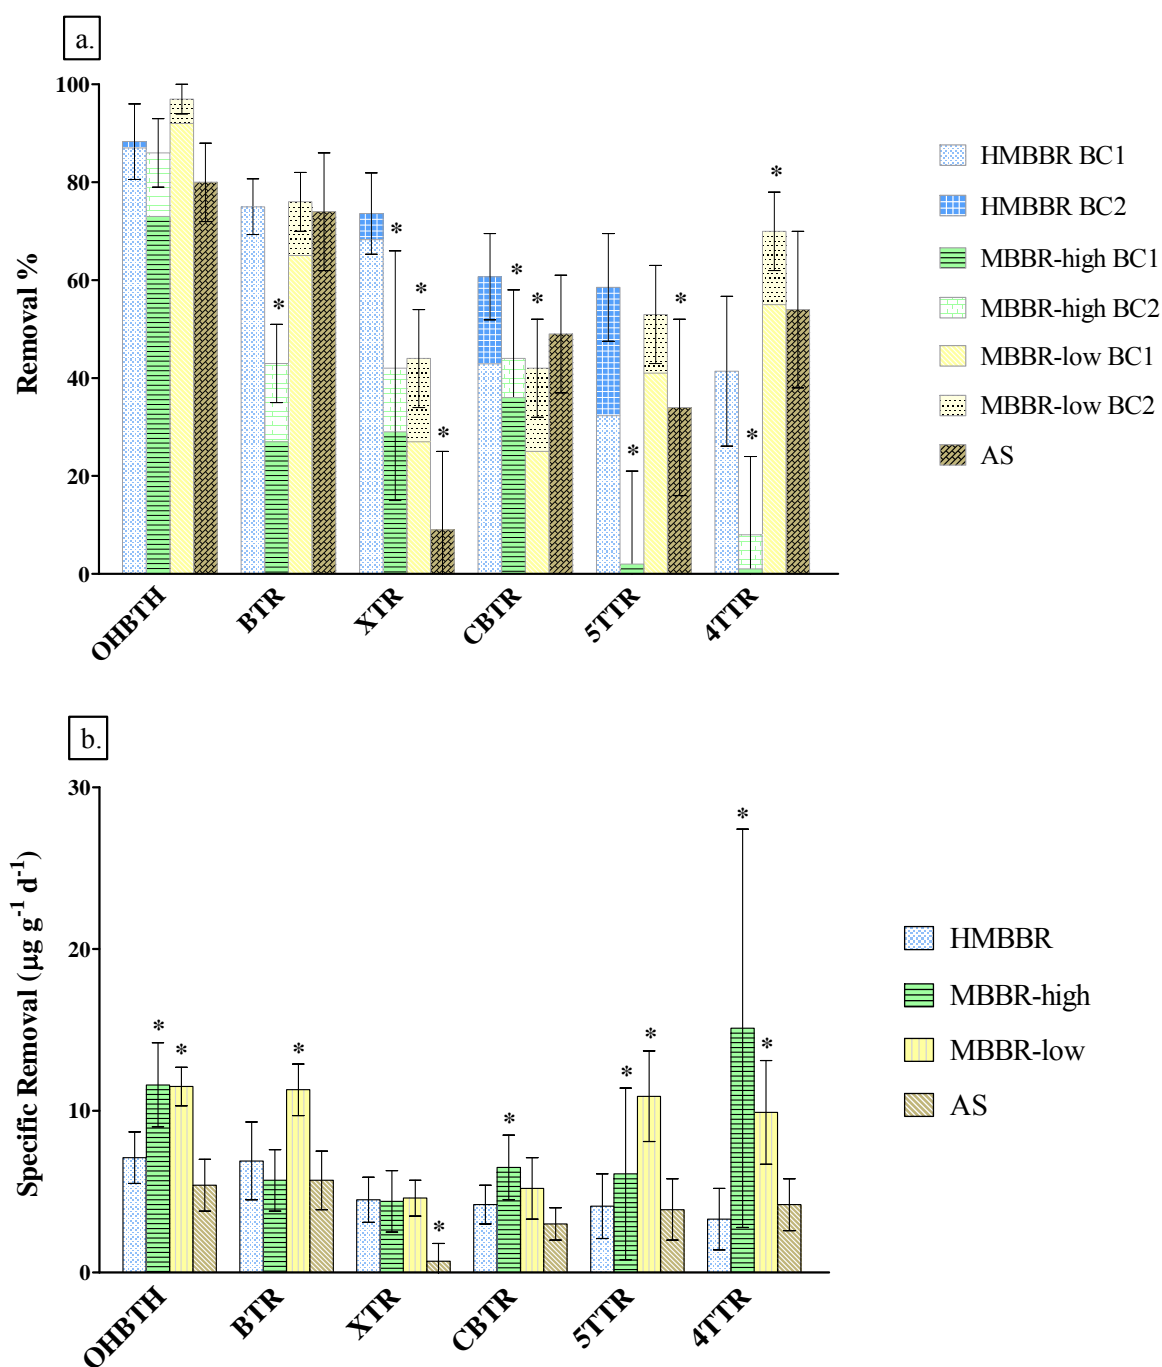 a.
Removal %
100
80
60
40
20
0
* * * * * * * * * *
OHBTH BTR XTR CBTR 5TTR 4TTR
HMBBR BC1
HMBBR BC2
MBBR-high BC1
MBBR-high BC2
MBBR-low BC1
MBBR-low BC2
AS
b.
Specific Removal (µg g⁻¹ d⁻¹)
30
20
10
0
* * * * * * * * *
OHBTH BTR XTR CBTR 5TTR 4TTR
HMBBR
MBBR-high
MBBR-low
AS